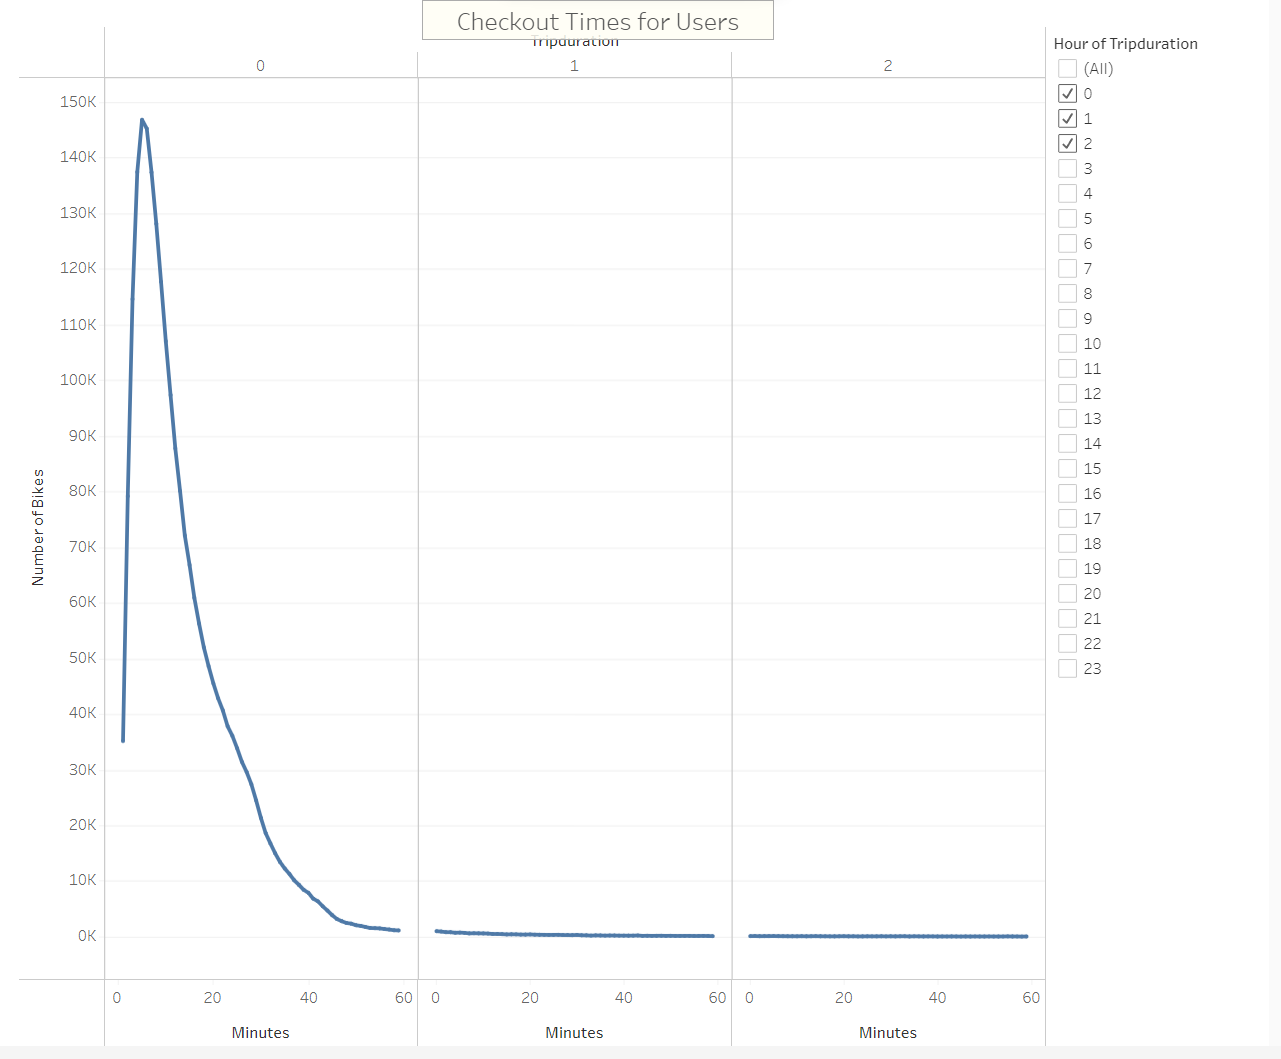 Checkout Times for Users
Tripduration
0 1 2
150K
140K
130K
120K
110K
100K
90K
80K
70K
60K
50K
40K
30K
20K
10K
0K
Number of Bikes
0 20 40 60 0 20 40 60 0 20 40 60
Minutes Minutes Minutes
Hour of Tripduration
(All)
0
1
2
3
4
5
6
7
8
9
10
11
12
13
14
15
16
17
18
19
20
21
22
23